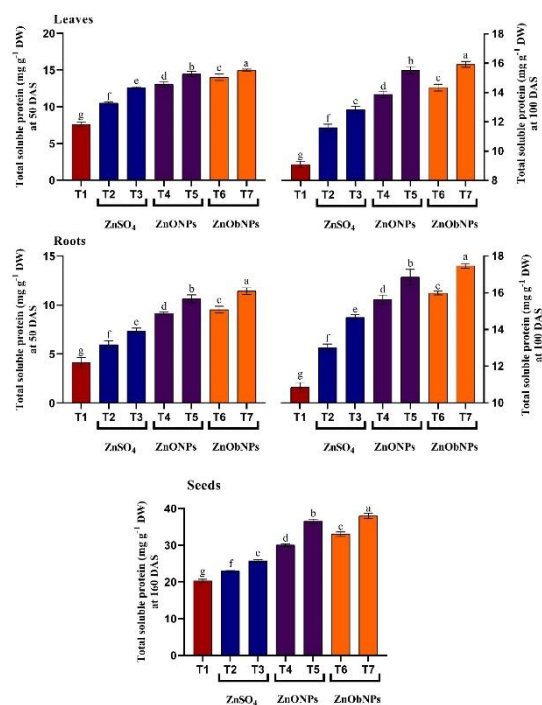 Leaves
Total soluble protein (mg g⁻¹ DW)
at 50 DAS
20
15
10
5
0
g f e d b c a
T1 T2 T3 T4 T5 T6 T7
ZnSO₄ ZnONPs ZnObNPs
Total soluble protein (mg g⁻¹ DW)
at 100 DAS
18
16
14
12
10
8
g f e d b c a
T1 T2 T3 T4 T5 T6 T7
ZnSO₄ ZnONPs ZnObNPs
Roots
Total soluble protein (mg g⁻¹ DW)
at 50 DAS
15
10
5
0
g f e d b c a
T1 T2 T3 T4 T5 T6 T7
ZnSO₄ ZnONPs ZnObNPs
Total soluble protein (mg g⁻¹ DW)
at 100 DAS
18
16
14
12
10
g f e d b c a
T1 T2 T3 T4 T5 T6 T7
ZnSO₄ ZnONPs ZnObNPs
Seeds
Total soluble protein (mg g⁻¹ DW)
at 160 DAS
40
30
20
10
0
g f e d b c a
T1 T2 T3 T4 T5 T6 T7
ZnSO₄ ZnONPs ZnObNPs